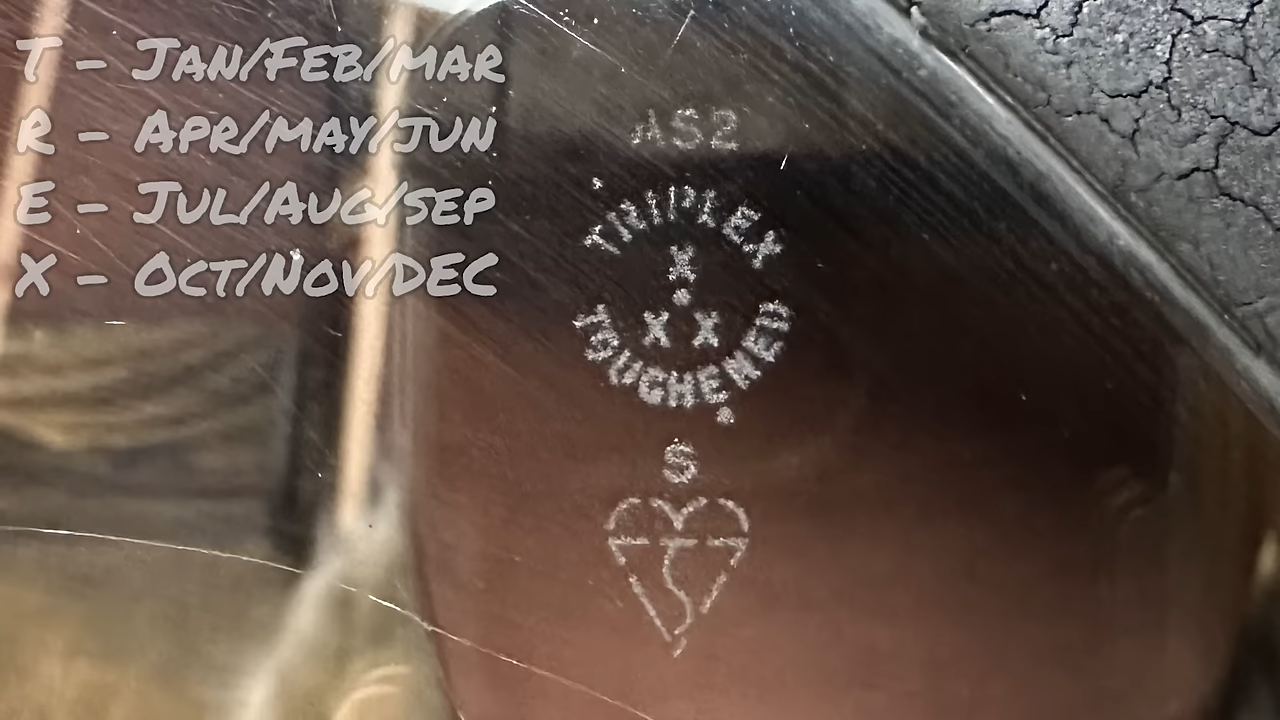 T - Jan/Feb/mar
R - Apr/may/jun
E - Jul/Aug/sep
X - Oct/Nov/DEC
AS2
TRIPLEX
X
X X
TOUGHENED
S